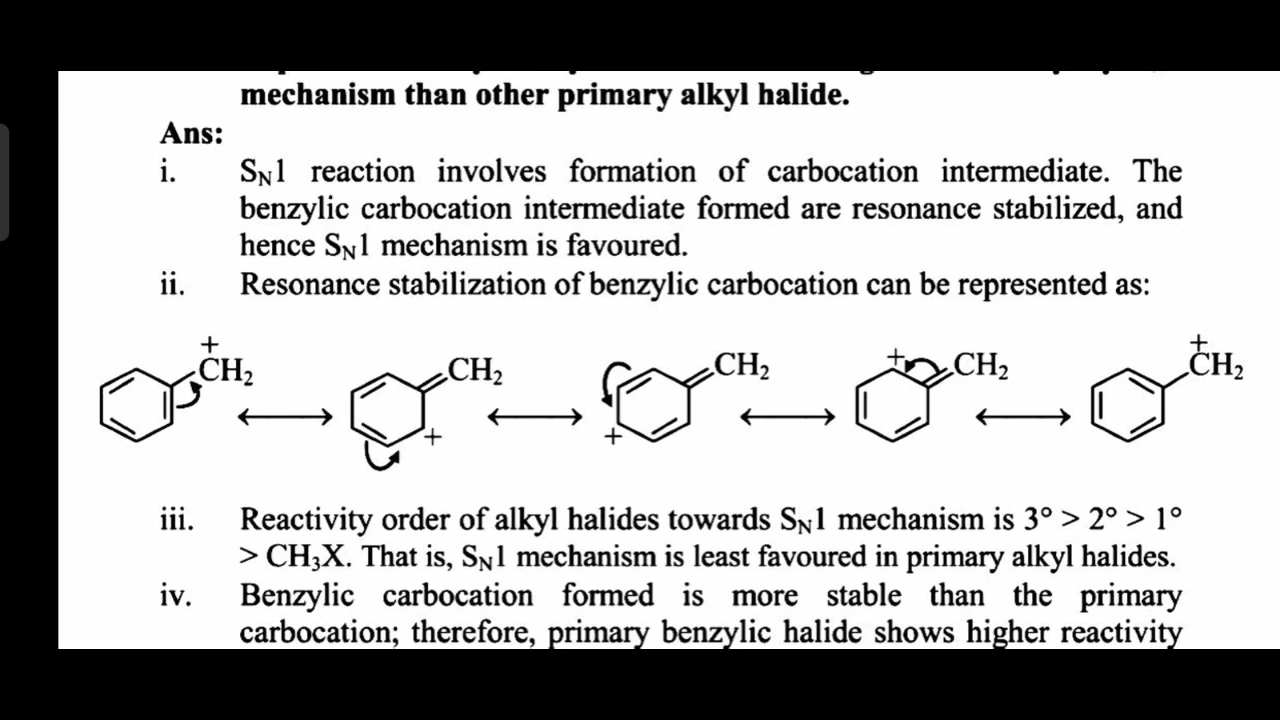 mechanism than other primary alkyl halide.
Ans:
i. SN1 reaction involves formation of carbocation intermediate. The
benzylic carbocation intermediate formed are resonance stabilized, and
hence SN1 mechanism is favoured.
ii. Resonance stabilization of benzylic carbocation can be represented as:
+ CH₂ CH₂ + CH₂ + CH₂ + + CH₂
iii. Reactivity order of alkyl halides towards SN1 mechanism is 3° > 2° > 1°
> CH₃X. That is, SN1 mechanism is least favoured in primary alkyl halides.
iv. Benzylic carbocation formed is more stable than the primary
carbocation; therefore, primary benzylic halide shows higher reactivity